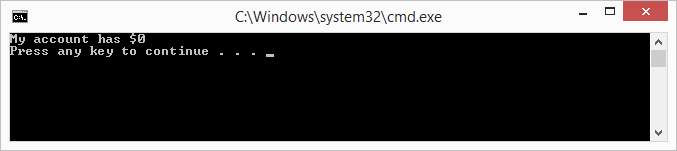 C:\Windows\system32\cmd.exe
My account has $0
Press any key to continue . . . _